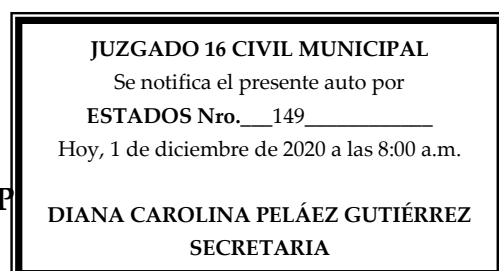 JUZGADO 16 CIVIL MUNICIPAL
Se notifica el presente auto por
ESTADOS Nro.___149____________
Hoy, 1 de diciembre de 2020 a las 8:00 a.m.
P
DIANA CAROLINA PELÁEZ GUTIÉRREZ
SECRETARIA